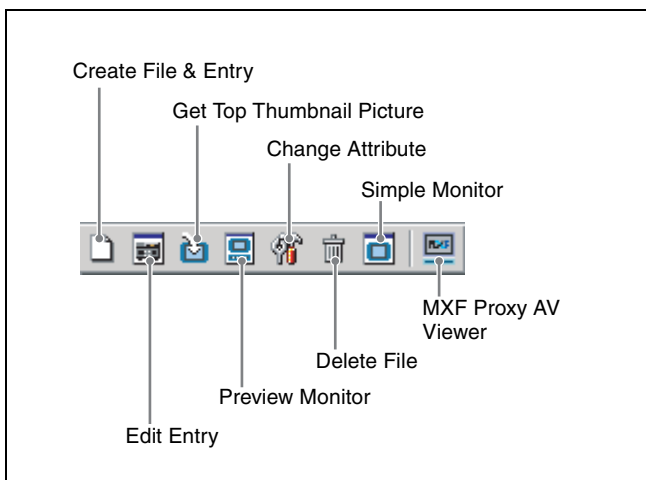 Create File & Entry
Get Top Thumbnail Picture
Change Attribute
Simple Monitor
MXF
MXF Proxy AV
Viewer
Delete File
Preview Monitor
Edit Entry